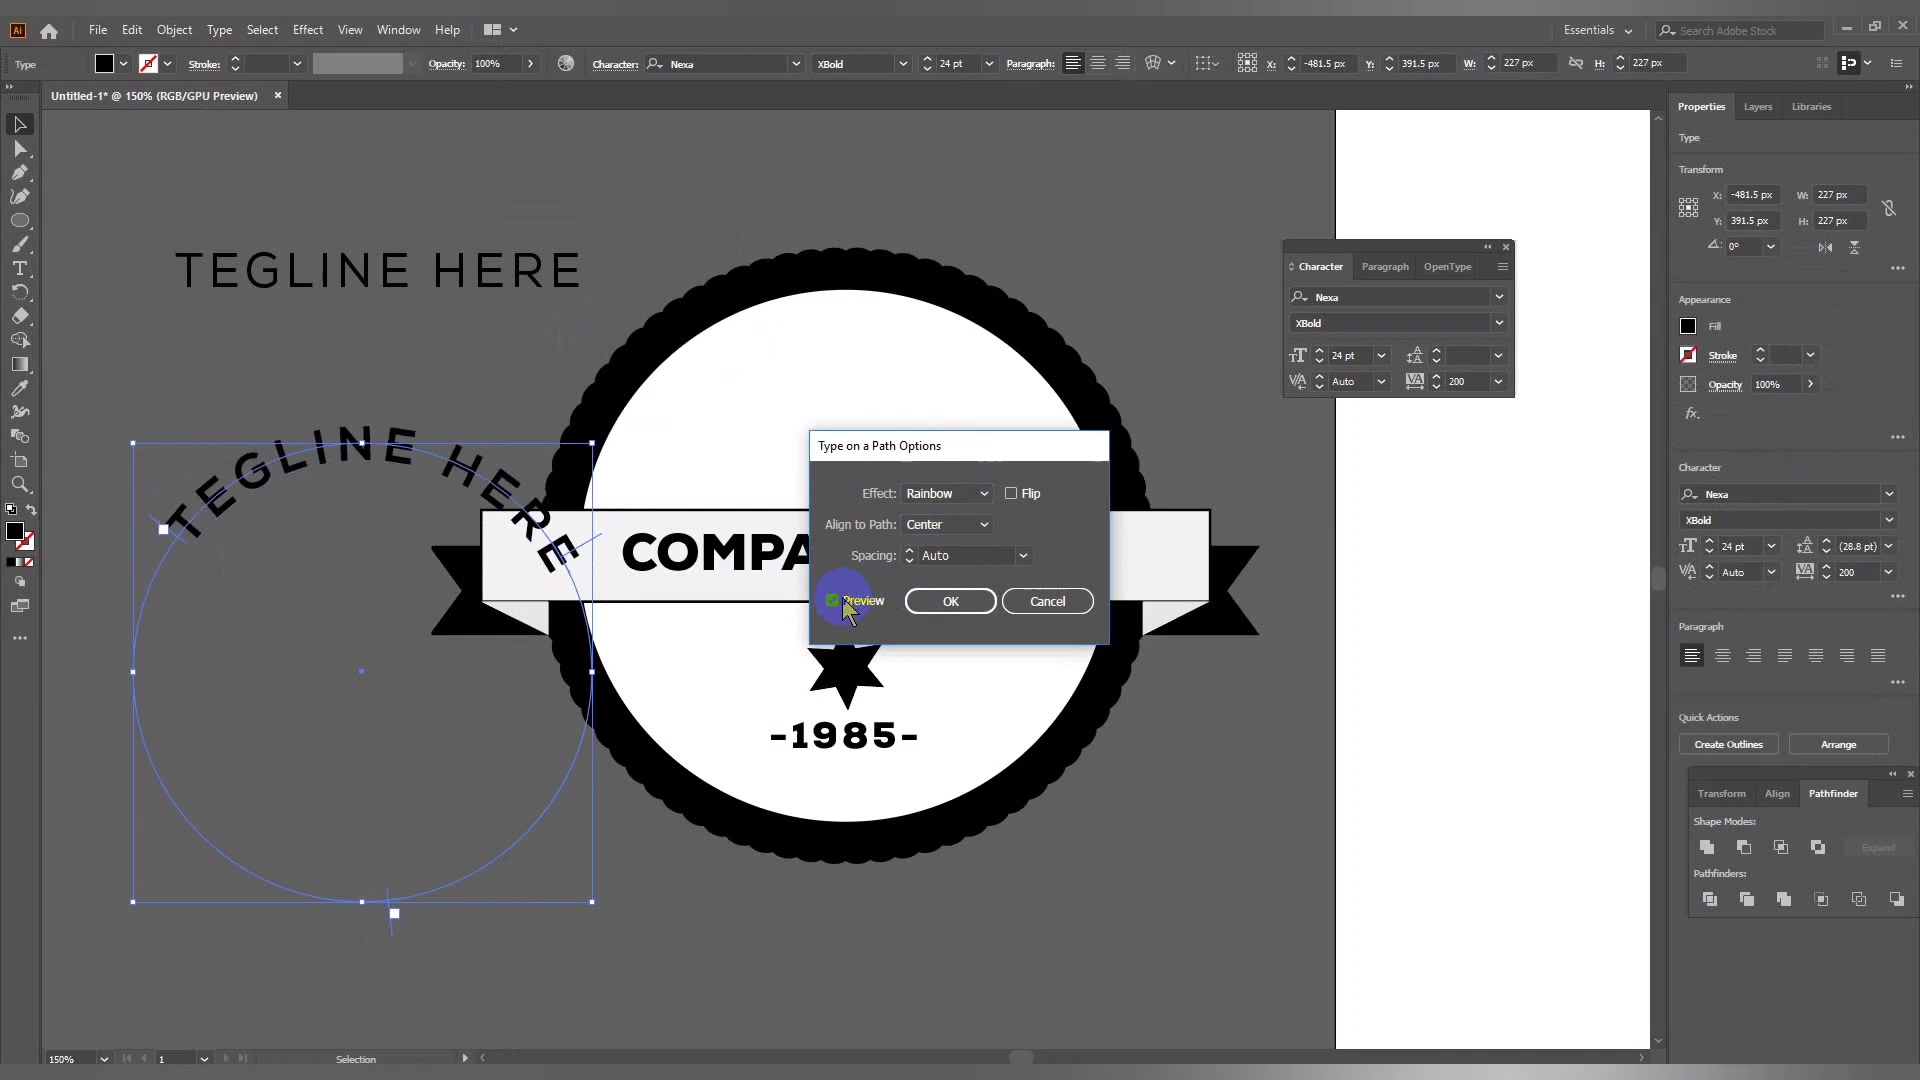 Ai File Edit Object Type Select Effect View Window Help Essentials Search Adobe Stock
Type Stroke: Opacity: 100% Character: Nexa XBold 24 pt Paragraph: X: -481.5 px Y: 391.5 px W: 227 px H: 227 px
Untitled-1* @ 150% (RGB/GPU Preview)
TEGLINE HERE
TEGLINE HERE
COMPA
-1985-
Type on a Path Options
Effect: Rainbow Flip
Align to Path: Center
Spacing: Auto
Preview OK Cancel
Character Paragraph OpenType
Nexa
XBold
24 pt
Auto 200
Properties Layers Libraries
Type
Transform
X: -481.5 px W: 227 px
Y: 391.5 px H: 227 px
0°
Appearance
Fill
Stroke
Opacity 100%
fx.
Character
Nexa
XBold
24 pt (28.8 pt)
Auto 200
Paragraph
Quick Actions
Create Outlines Arrange
Transform Align Pathfinder
Shape Modes:
Expand
Pathfinders:
150% 1 Selection